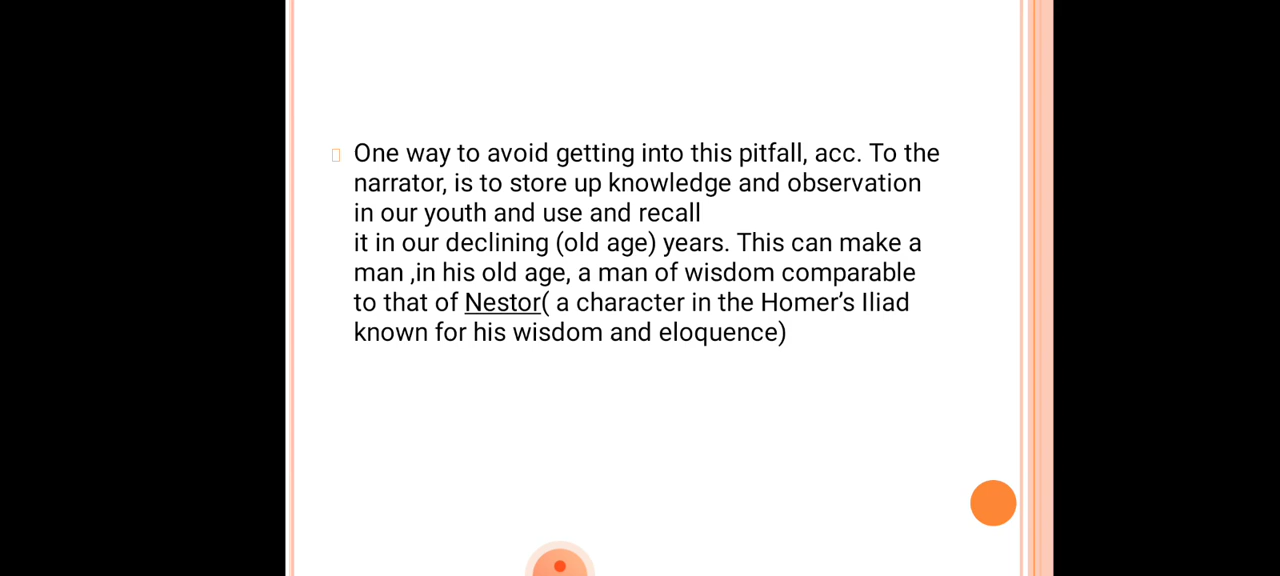 One way to avoid getting into this pitfall, acc. To the
narrator, is to store up knowledge and observation
in our youth and use and recall
it in our declining (old age) years. This can make a
man ,in his old age, a man of wisdom comparable
to that of Nestor( a character in the Homer’s Iliad
known for his wisdom and eloquence)